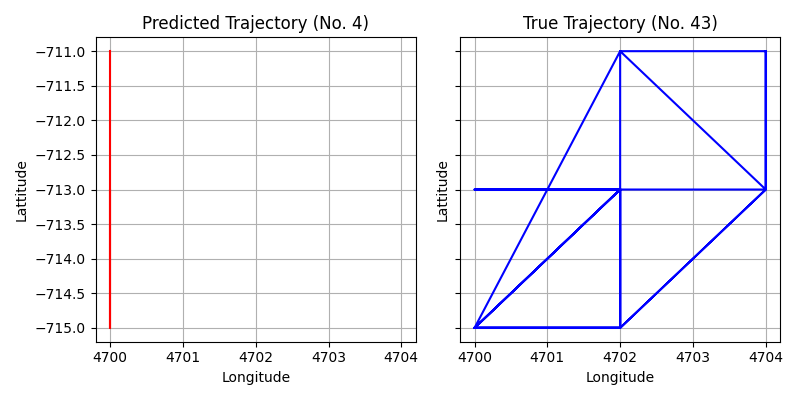 Predicted Trajectory (No. 4)
True Trajectory (No. 43)
Lattitude
−711.0
−711.5
−712.0
−712.5
−713.0
−713.5
−714.0
−714.5
−715.0
4700 4701 4702 4703 4704
Longitude
Lattitude
4700 4701 4702 4703 4704
Longitude